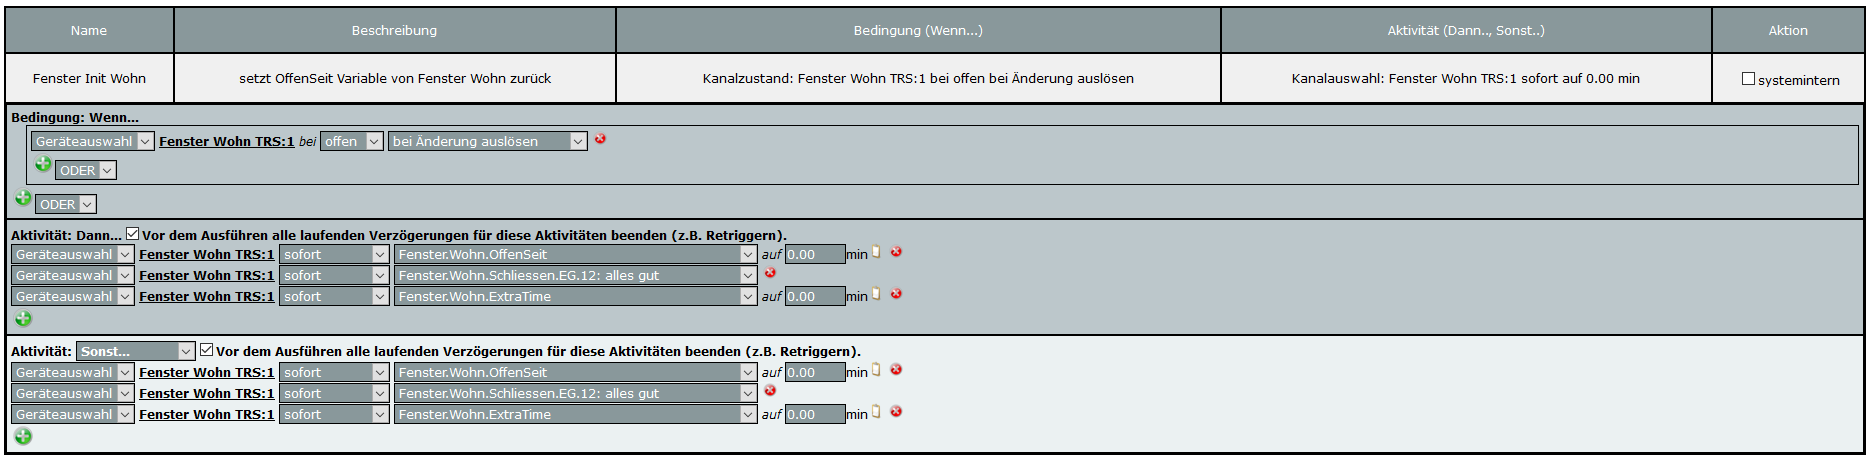 Name Beschreibung Bedingung (Wenn...) Aktivität (Dann.., Sonst..) Aktion
Fenster Init Wohn setzt OffenSeit Variable von Fenster Wohn zurück Kanalzustand: Fenster Wohn TRS:1 bei offen bei Änderung auslösen Kanalauswahl: Fenster Wohn TRS:1 sofort auf 0.00 min systemintern
Bedingung: Wenn...
Geräteauswahl Fenster Wohn TRS:1 bei offen bei Änderung auslösen
ODER
ODER
Aktivität: Dann... Vor dem Ausführen alle laufenden Verzögerungen für diese Aktivitäten beenden (z.B. Retriggern).
Geräteauswahl Fenster Wohn TRS:1 sofort Fenster.Wohn.OffenSeit auf 0.00 min
Geräteauswahl Fenster Wohn TRS:1 sofort Fenster.Wohn.Schliessen.EG.12: alles gut
Geräteauswahl Fenster Wohn TRS:1 sofort Fenster.Wohn.ExtraTime auf 0.00 min
Aktivität: Sonst... Vor dem Ausführen alle laufenden Verzögerungen für diese Aktivitäten beenden (z.B. Retriggern).
Geräteauswahl Fenster Wohn TRS:1 sofort Fenster.Wohn.OffenSeit auf 0.00 min
Geräteauswahl Fenster Wohn TRS:1 sofort Fenster.Wohn.Schliessen.EG.12: alles gut
Geräteauswahl Fenster Wohn TRS:1 sofort Fenster.Wohn.ExtraTime auf 0.00 min